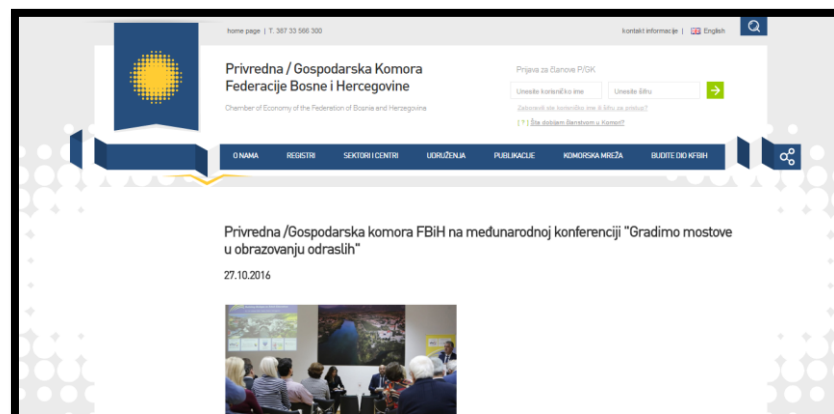 home page | T. 387 33 566 300
kontakt informacije | English
Privredna / Gospodarska Komora
Federacije Bosne i Hercegovine
Chamber of Economy of the Federation of Bosnia and Herzegovina
Prijava za članove P/GK
Unesite korisničko ime
Unesite šifru
Zaboravili ste korisničko ime ili šifru za pristup?
[ ? ] Šta dobijam članstvom u Komori?
O NAMA
REGISTRI
SEKTORI I CENTRI
UDRUŽENJA
PUBLIKACIJE
KOMORSKA MREŽA
BUDITE DIO KFBIH
Privredna /Gospodarska komora FBiH na međunarodnoj konferenciji "Gradimo mostove
u obrazovanju odraslih"
27.10.2016